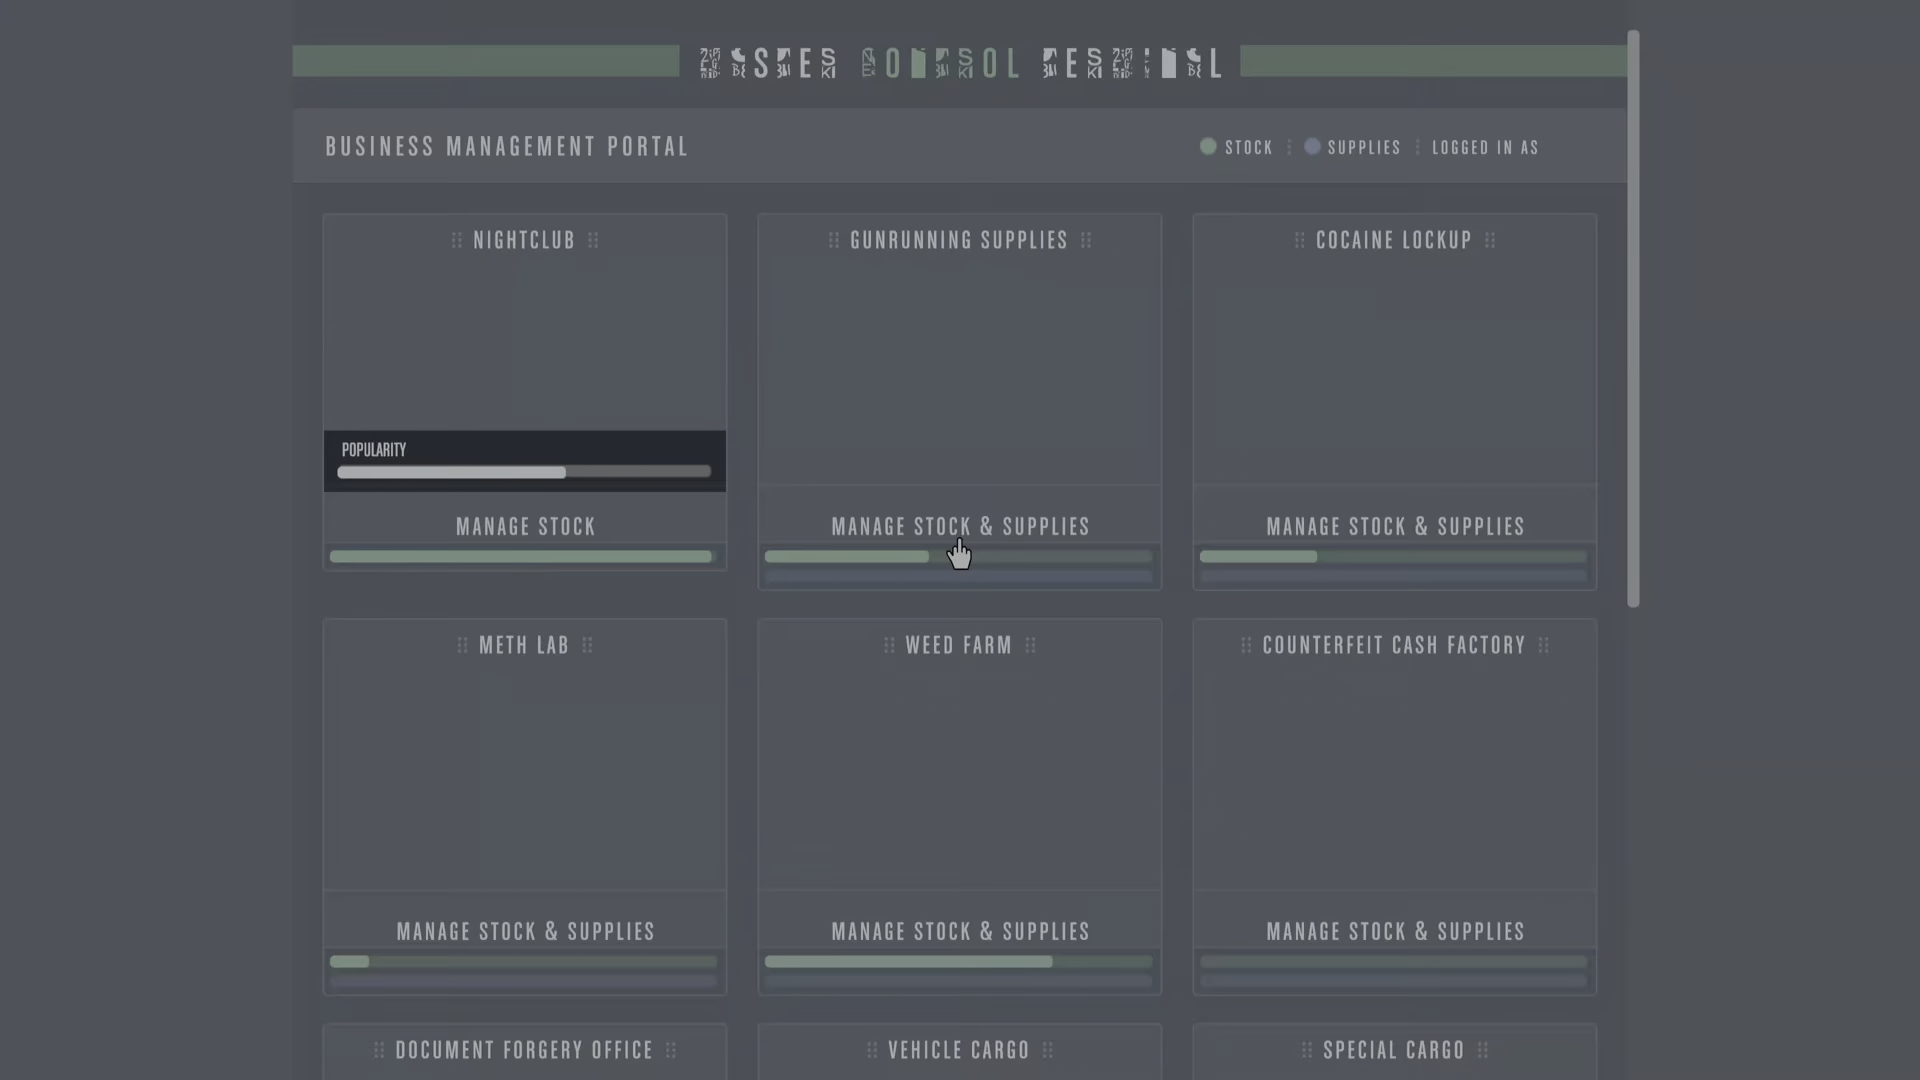 BUSINESS MANAGEMENT PORTAL
STOCK SUPPLIES LOGGED IN AS
NIGHTCLUB
GUNRUNNING SUPPLIES
COCAINE LOCKUP
POPULARITY
MANAGE STOCK
MANAGE STOCK & SUPPLIES
MANAGE STOCK & SUPPLIES
METH LAB
WEED FARM
COUNTERFEIT CASH FACTORY
MANAGE STOCK & SUPPLIES
MANAGE STOCK & SUPPLIES
MANAGE STOCK & SUPPLIES
DOCUMENT FORGERY OFFICE
VEHICLE CARGO
SPECIAL CARGO